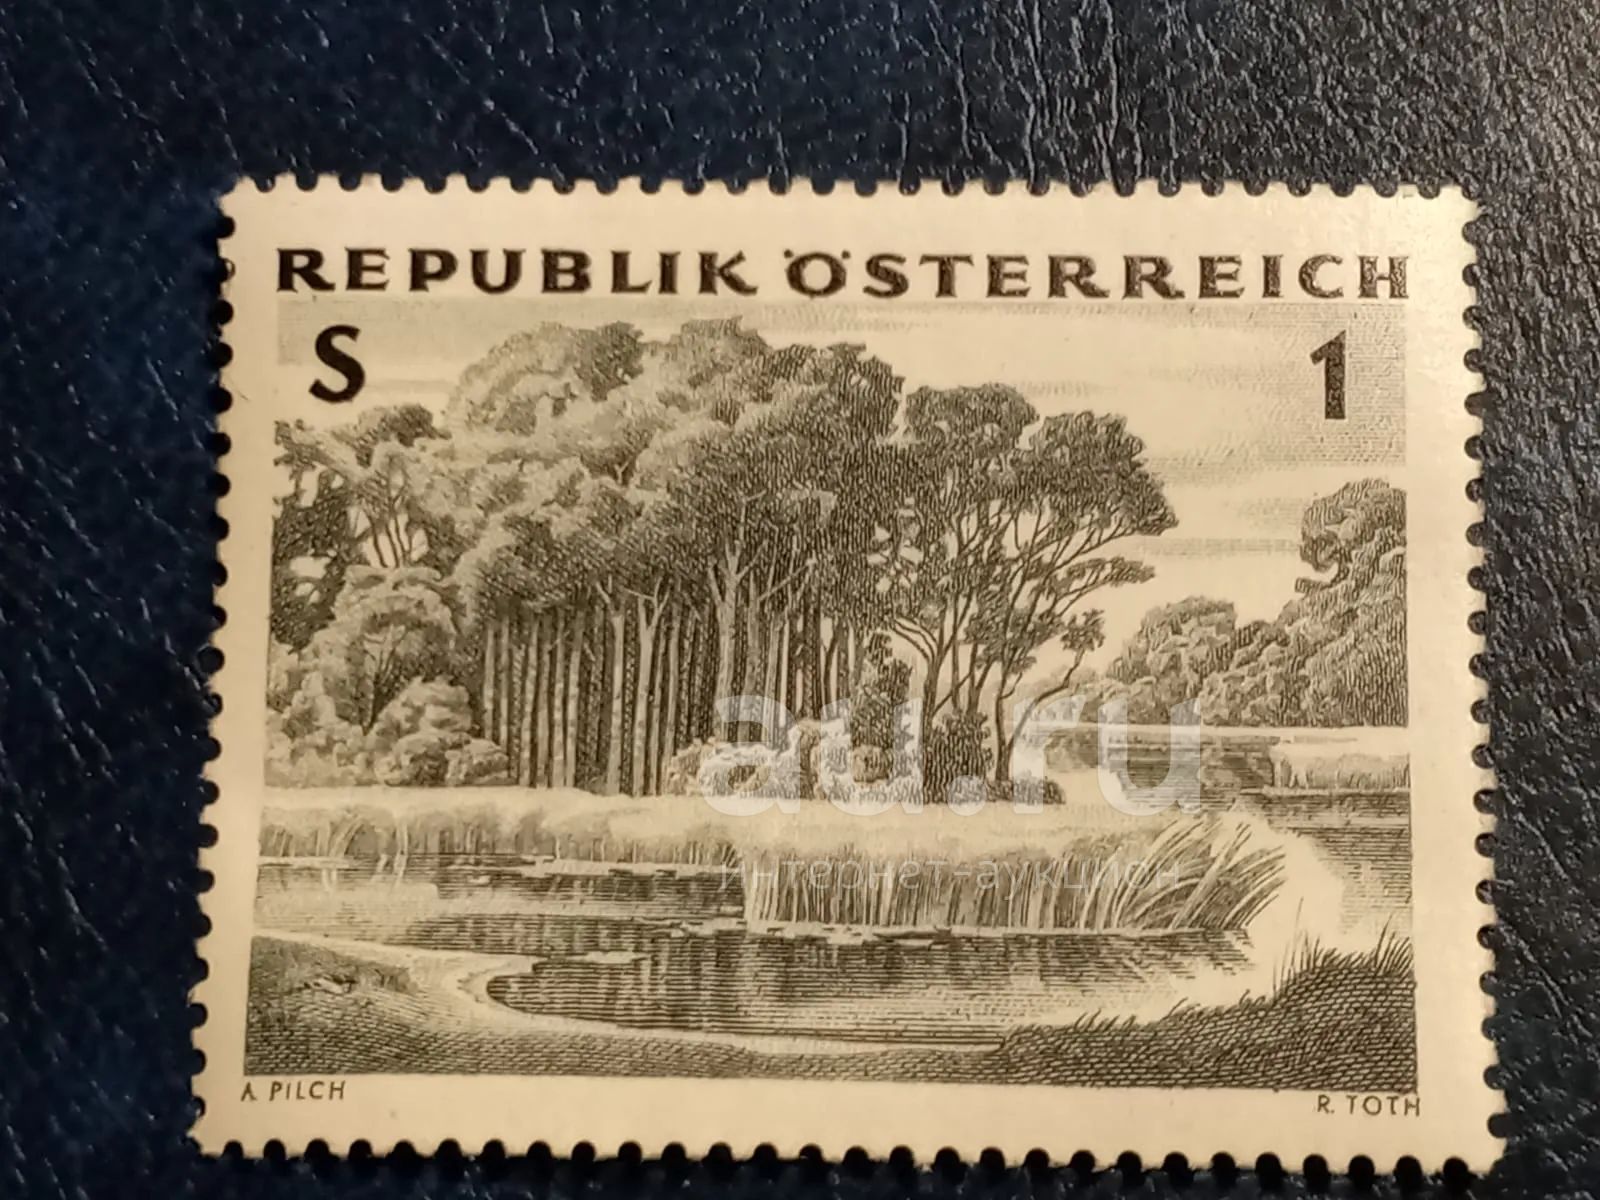 REPUBLIK ÖSTERREICH
S 1
au.ru
интернет-аукцион
A. PILCH R. TOTH